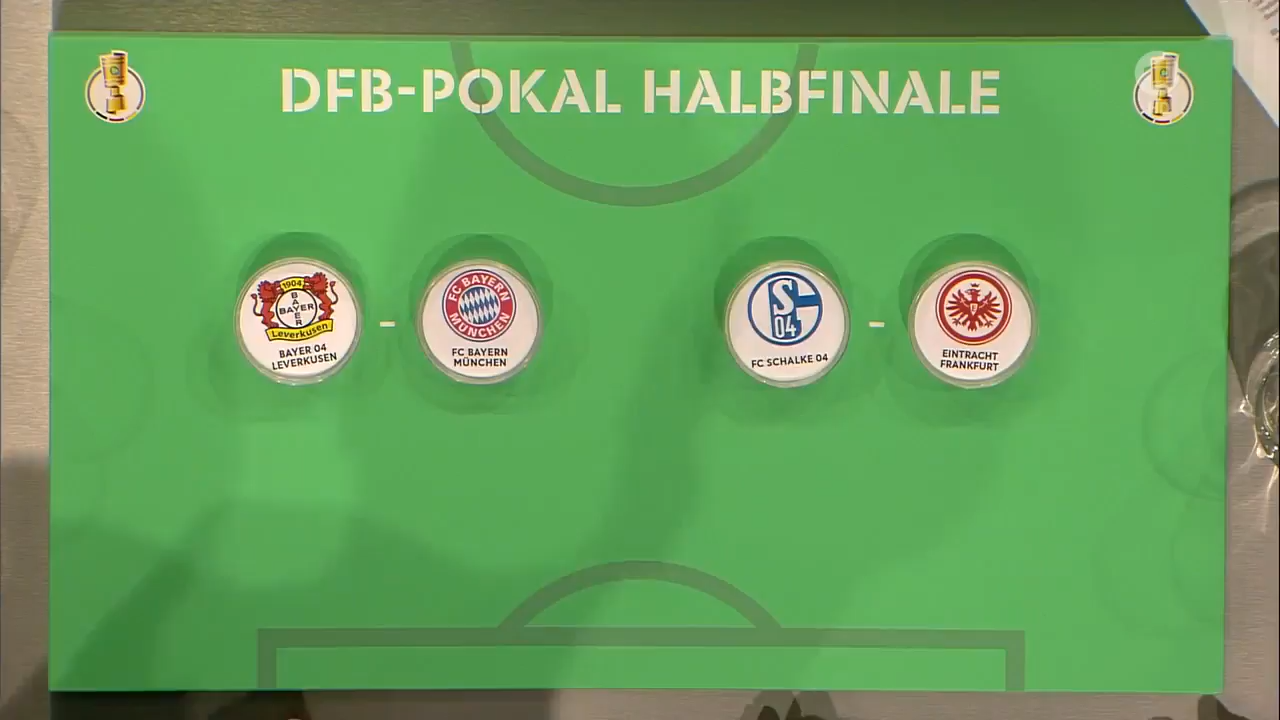 DFB-POKAL HALBFINALE
1904
BAYER
BAYER
Leverkusen
BAYER 04
LEVERKUSEN
-
FC BAYERN
MÜNCHEN
FC BAYERN
MÜNCHEN
S
04
FC SCHALKE 04
-
EINTRACHT
FRANKFURT